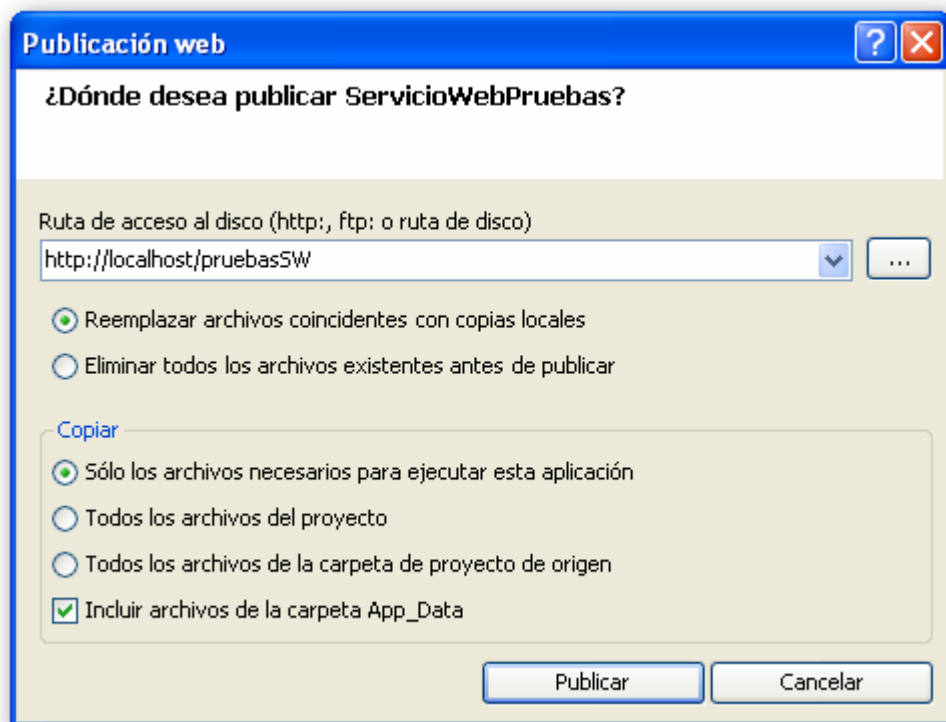 Publicación web
¿Dónde desea publicar ServicioWebPruebas?
Ruta de acceso al disco (http:, ftp: o ruta de disco)
http://localhost/pruebasSW
...
Reemplazar archivos coincidentes con copias locales
Eliminar todos los archivos existentes antes de publicar
Copiar
Sólo los archivos necesarios para ejecutar esta aplicación
Todos los archivos del proyecto
Todos los archivos de la carpeta de proyecto de origen
Incluir archivos de la carpeta App_Data
Publicar
Cancelar